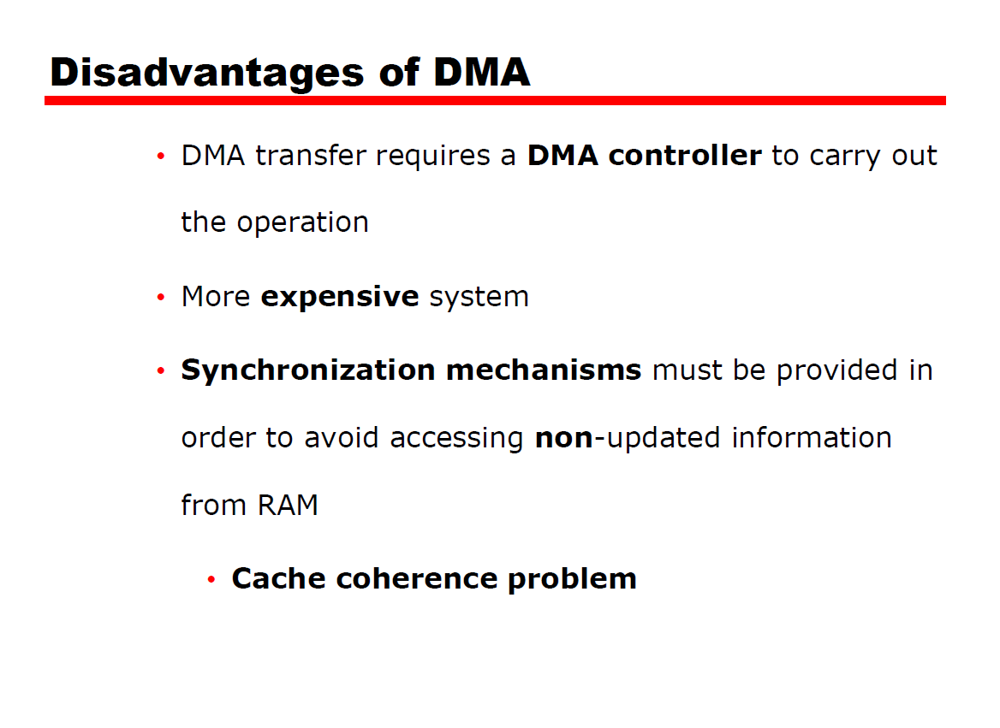 Disadvantages of DMA
• DMA transfer requires a DMA controller to carry out
the operation
• More expensive system
• Synchronization mechanisms must be provided in
order to avoid accessing non-updated information
from RAM
• Cache coherence problem